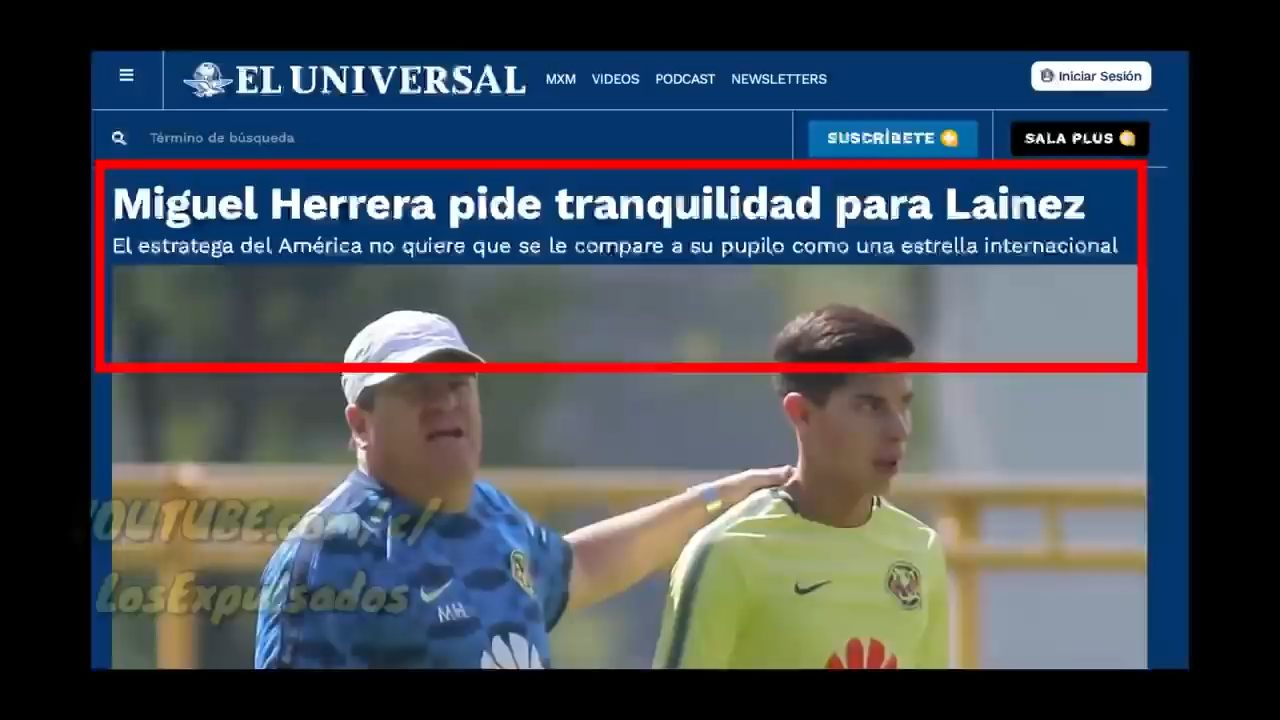 EL UNIVERSAL MXM VIDEOS PODCAST NEWSLETTERS Iniciar Sesión
Término de búsqueda SUSCRÍBETE SALA PLUS
Miguel Herrera pide tranquilidad para Lainez
El estratega del América no quiere que se le compare a su pupilo como una estrella internacional
YOUTUBE.com/c/
LosExpulsados
MH